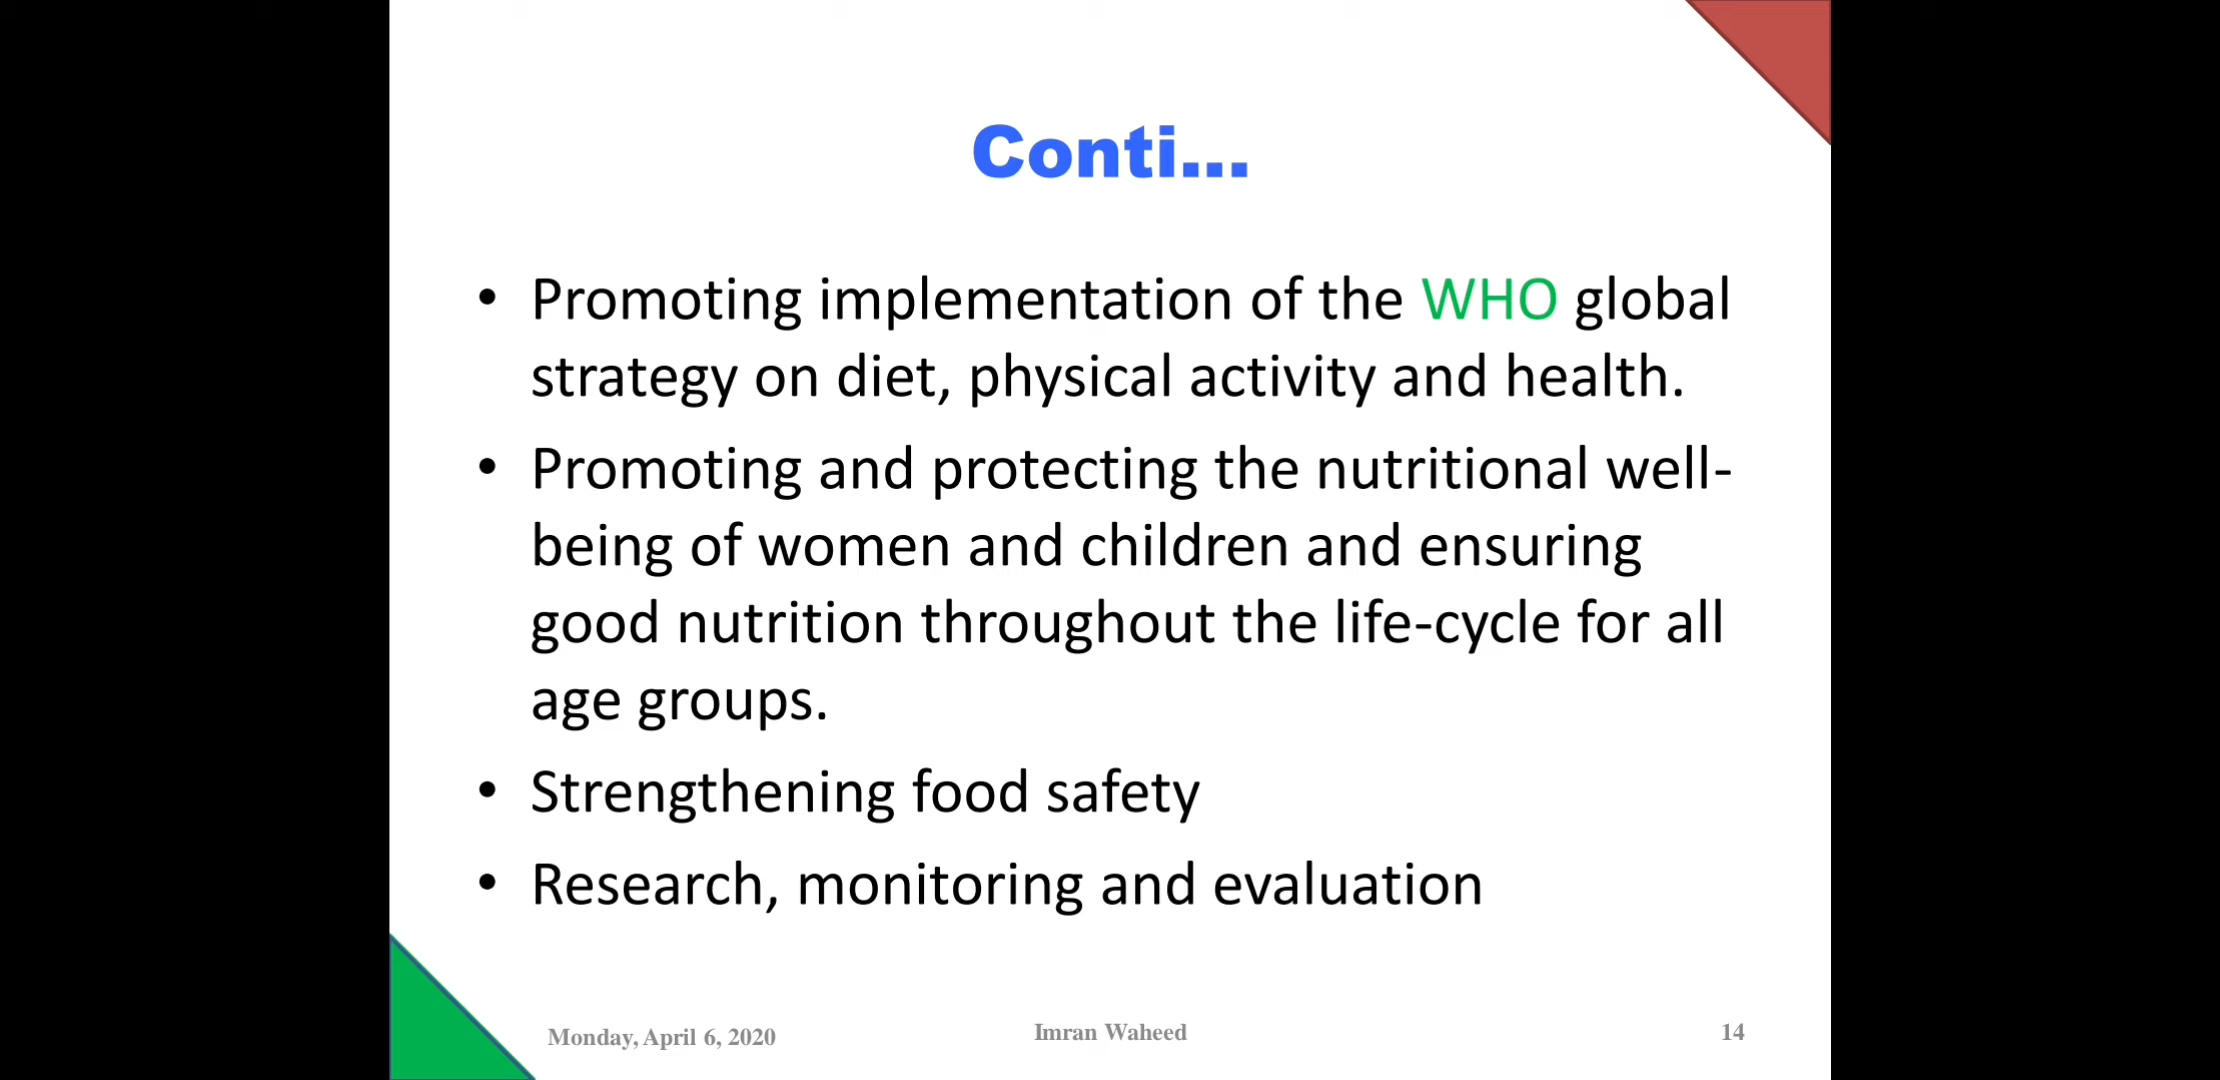 Conti...
• Promoting implementation of the WHO global
strategy on diet, physical activity and health.
• Promoting and protecting the nutritional well-
being of women and children and ensuring
good nutrition throughout the life-cycle for all
age groups.
• Strengthening food safety
• Research, monitoring and evaluation
Monday, April 6, 2020
Imran Waheed
14